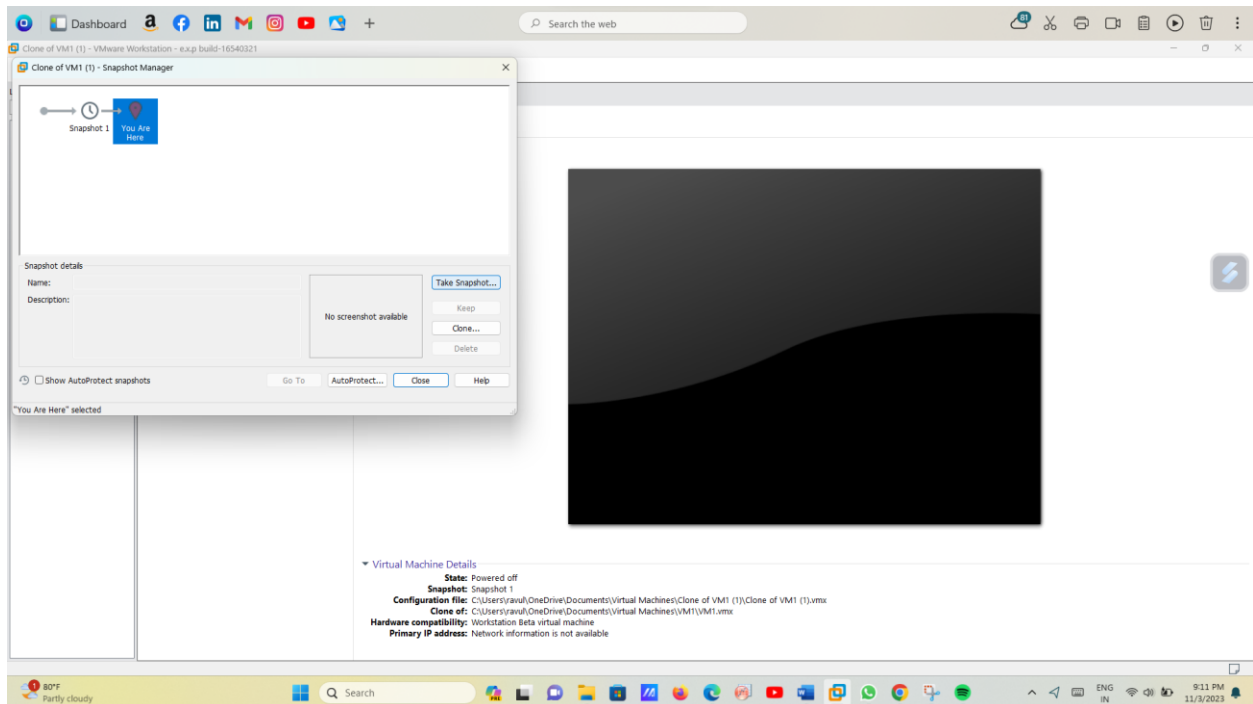 Dashboard
Search the web
81
Clone of VM1 (1) - VMware Workstation - e.x.p build-16540321
Clone of VM1 (1) - Snapshot Manager
Snapshot 1
You Are
Here
Snapshot details
Name:
Description:
No screenshot available
Take Snapshot...
Keep
Clone...
Delete
Show AutoProtect snapshots
Go To
AutoProtect...
Close
Help
"You Are Here" selected
Virtual Machine Details
State: Powered off
Snapshot: Snapshot 1
Configuration file: C:\Users\ravul\OneDrive\Documents\Virtual Machines\Clone of VM1 (1)\Clone of VM1 (1).vmx
Clone of: C:\Users\ravul\OneDrive\Documents\Virtual Machines\VM1\VM1.vmx
Hardware compatibility: Workstation Beta virtual machine
Primary IP address: Network information is not available
1
80°F
Partly cloudy
Search
ENG
IN
9:11 PM
11/3/2023